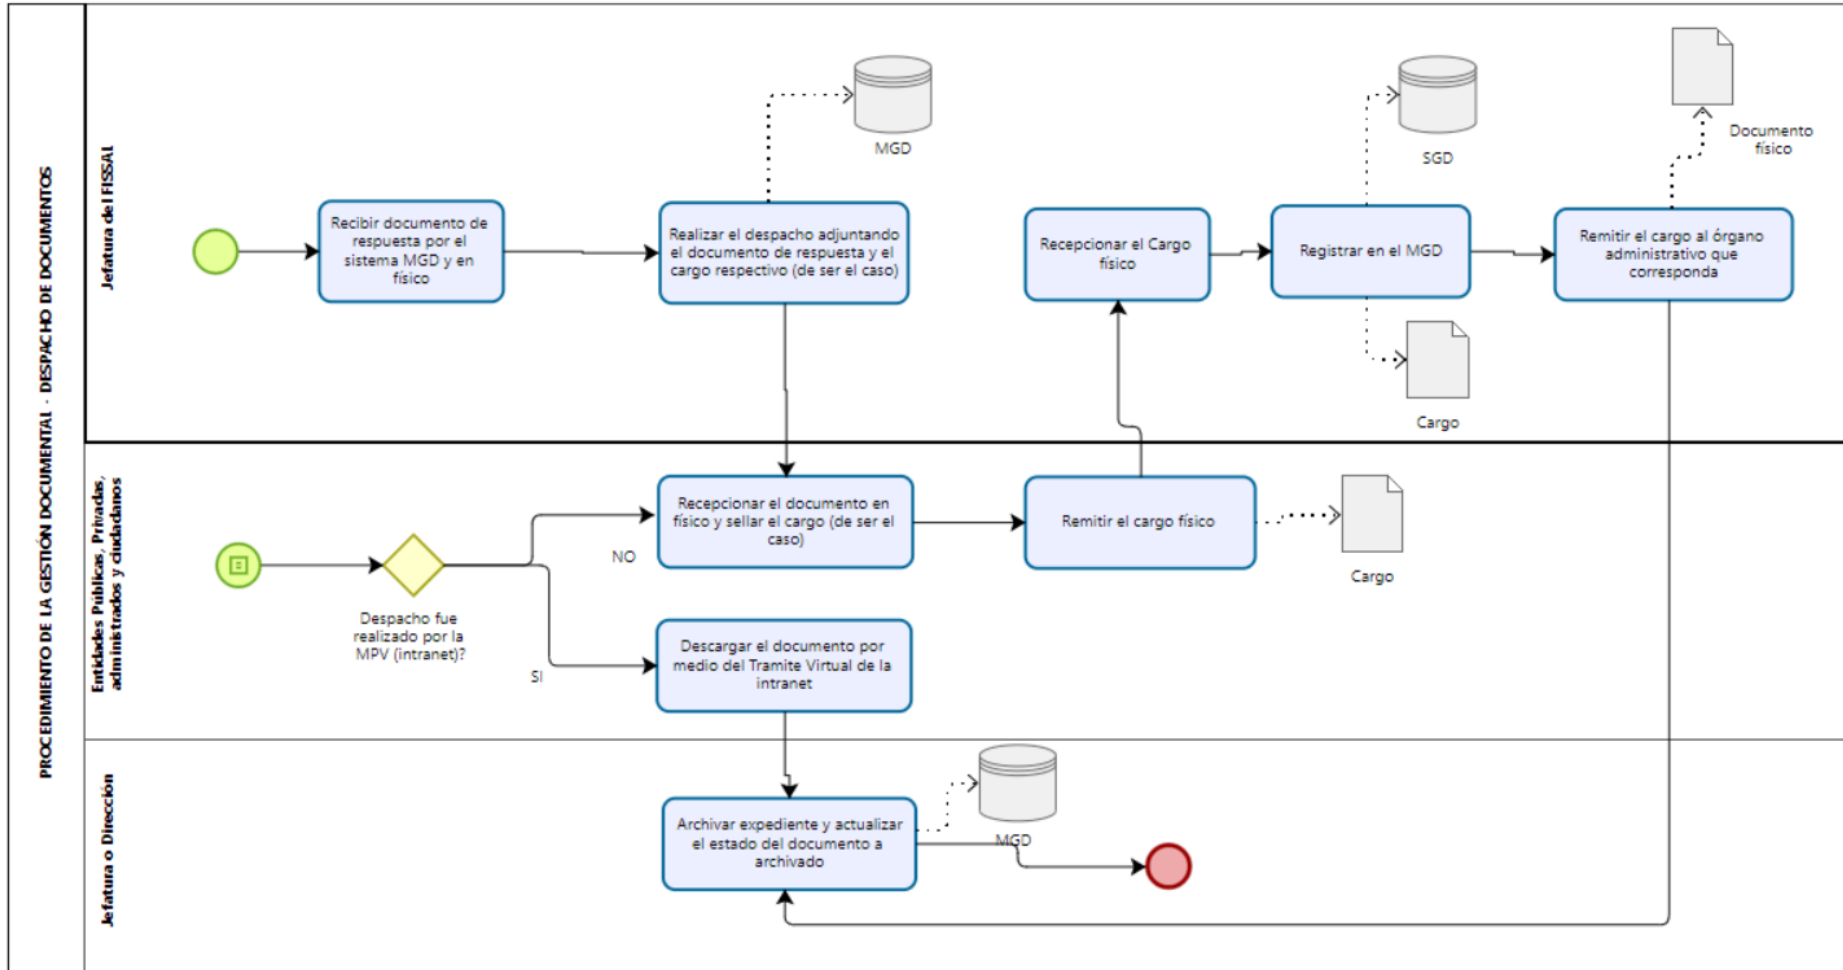 PROCEDIMIENTO DE LA GESTIÓN DOCUMENTAL - DESPACHO DE DOCUMENTOS
Jefatura del FISSAL
Recibir documento de
respuesta por el
sistema MGD y en
físico
Realizar el despacho adjuntando
el documento de respuesta y el
cargo respectivo (de ser el caso)
MGD
Recepcionar el Cargo
físico
Registrar en el MGD
SGD
Cargo
Remitir el cargo al órgano
administrativo que
corresponda
Documento
físico
Entidades Públicas, Privadas,
administrados y ciudadanos
Despacho fue
realizado por la
MPV (intranet)?
NO
SI
Recepcionar el documento en
físico y sellar el cargo (de ser el
caso)
Remitir el cargo físico
Cargo
Descargar el documento por
medio del Tramite Virtual de la
intranet
Jefatura o Dirección
Archivar expediente y actualizar
el estado del documento a
archivado
MGD